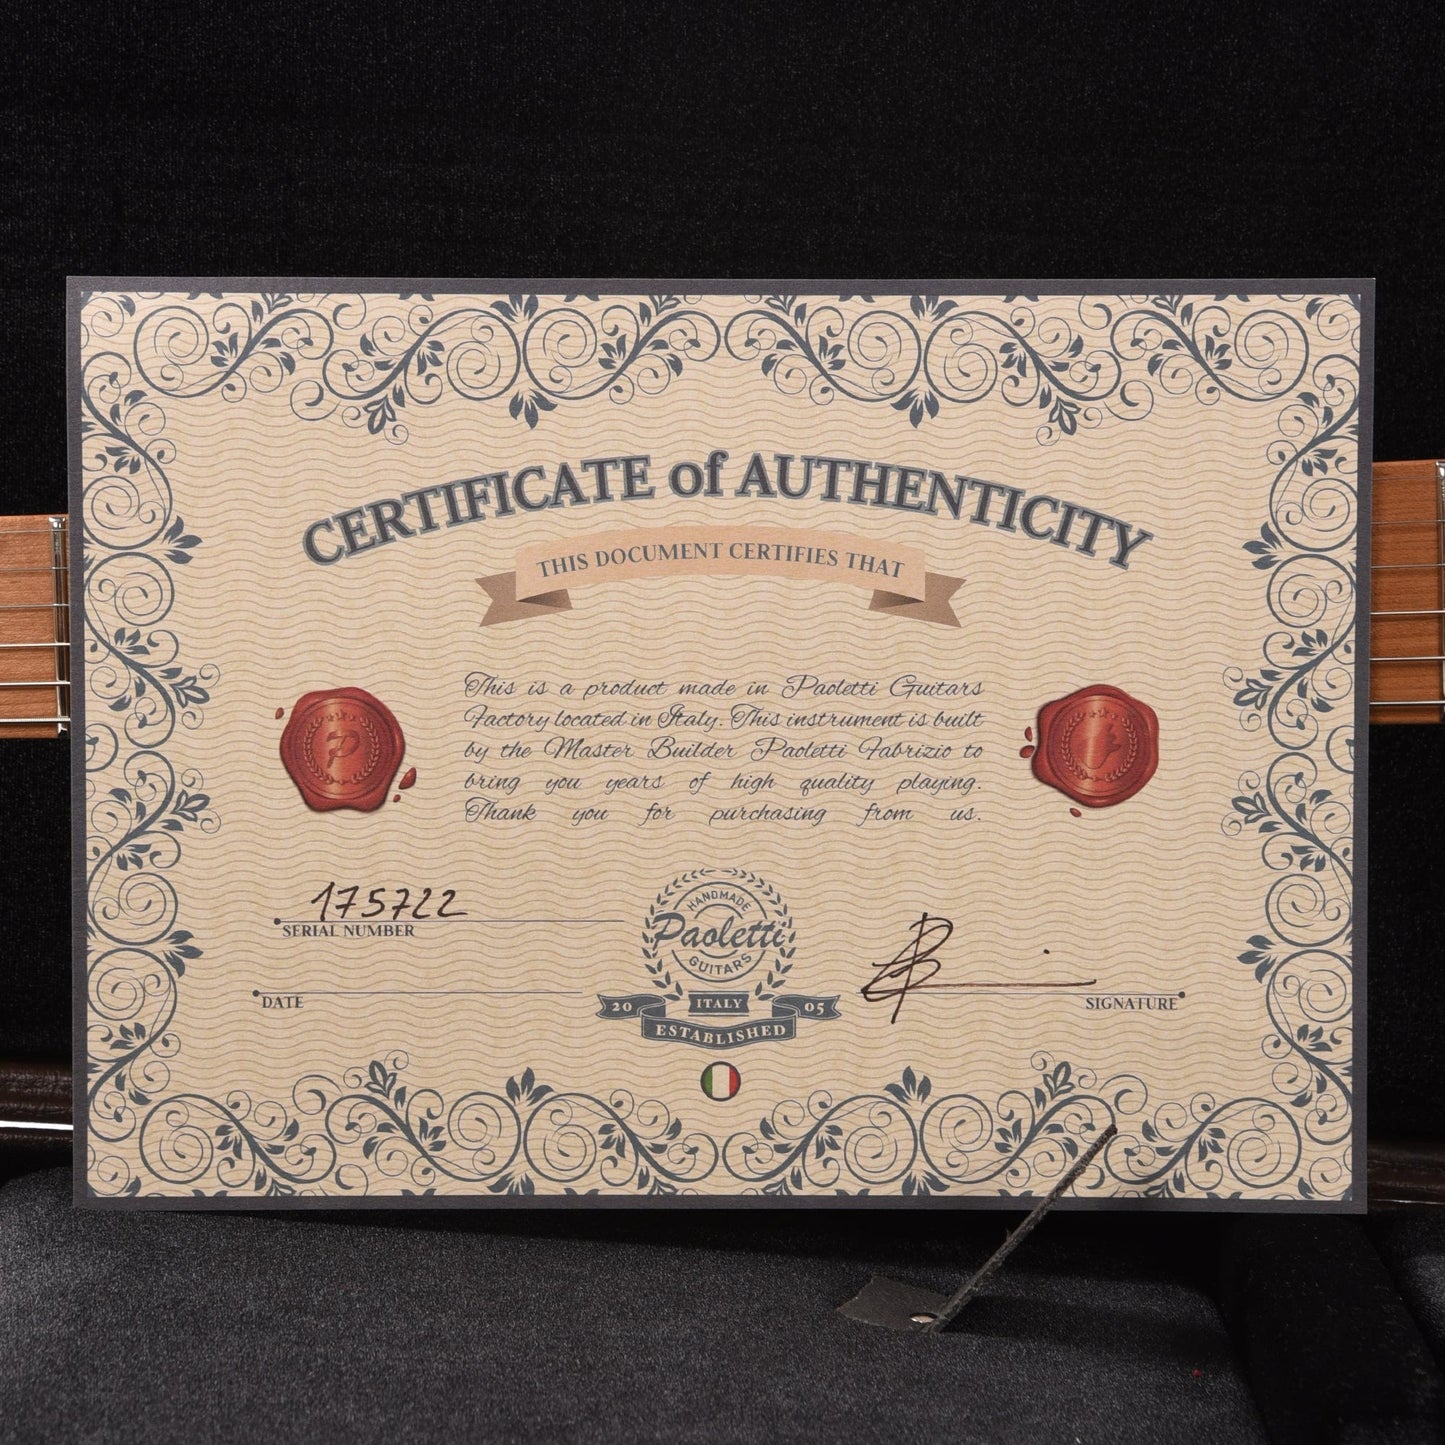 CERTIFICATE of AUTHENTICITY
THIS DOCUMENT CERTIFIES THAT
This is a product made in Paoletti Guitars
Factory located in Italy. This instrument is built
by the Master Builder Paoletti Fabrizio to
bring you years of high quality playing.
Thank you for purchasing from us.
P
175722
SERIAL NUMBER
DATE
HANDMADE
Paoletti
GUITARS
20 ITALY 05
ESTABLISHED
SIGNATURE